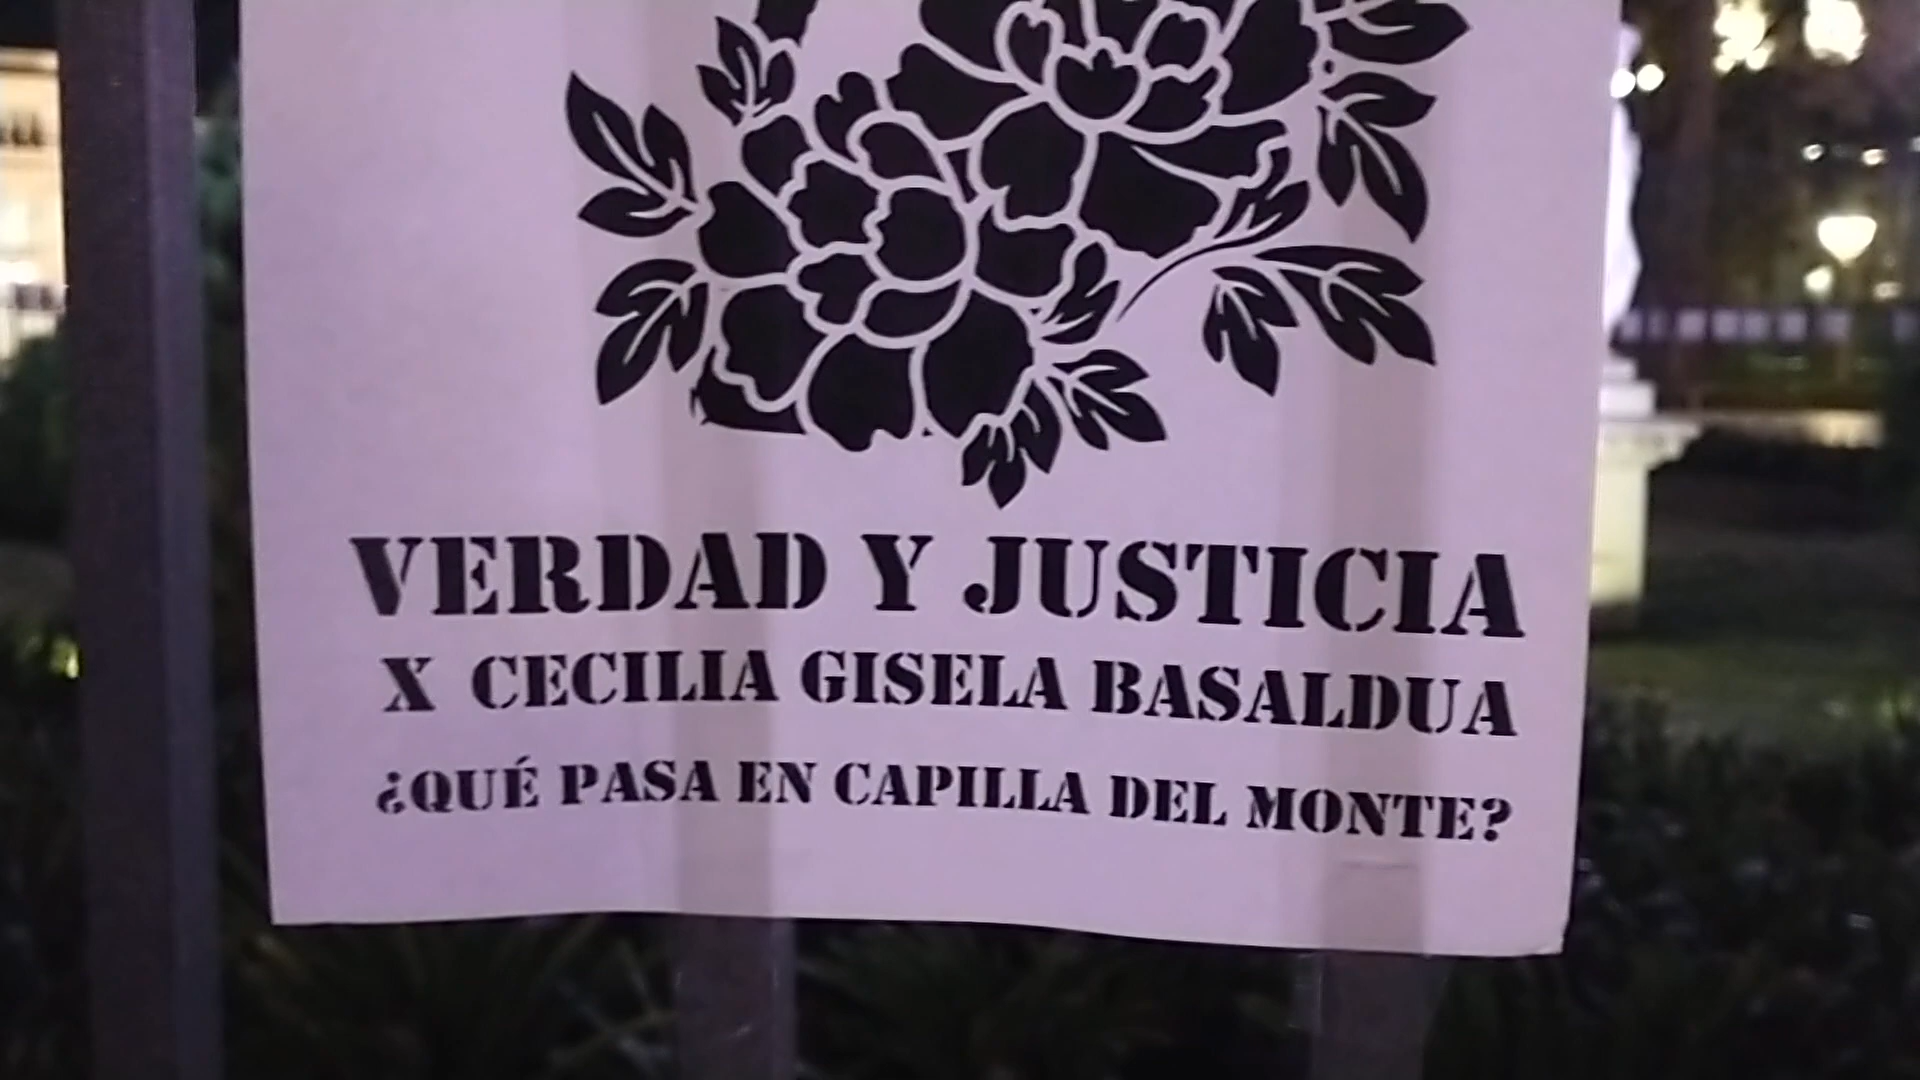 VERDAD Y JUSTICIA
X CECILIA GISELA BASALDUA
¿QUÉ PASA EN CAPILLA DEL MONTE?